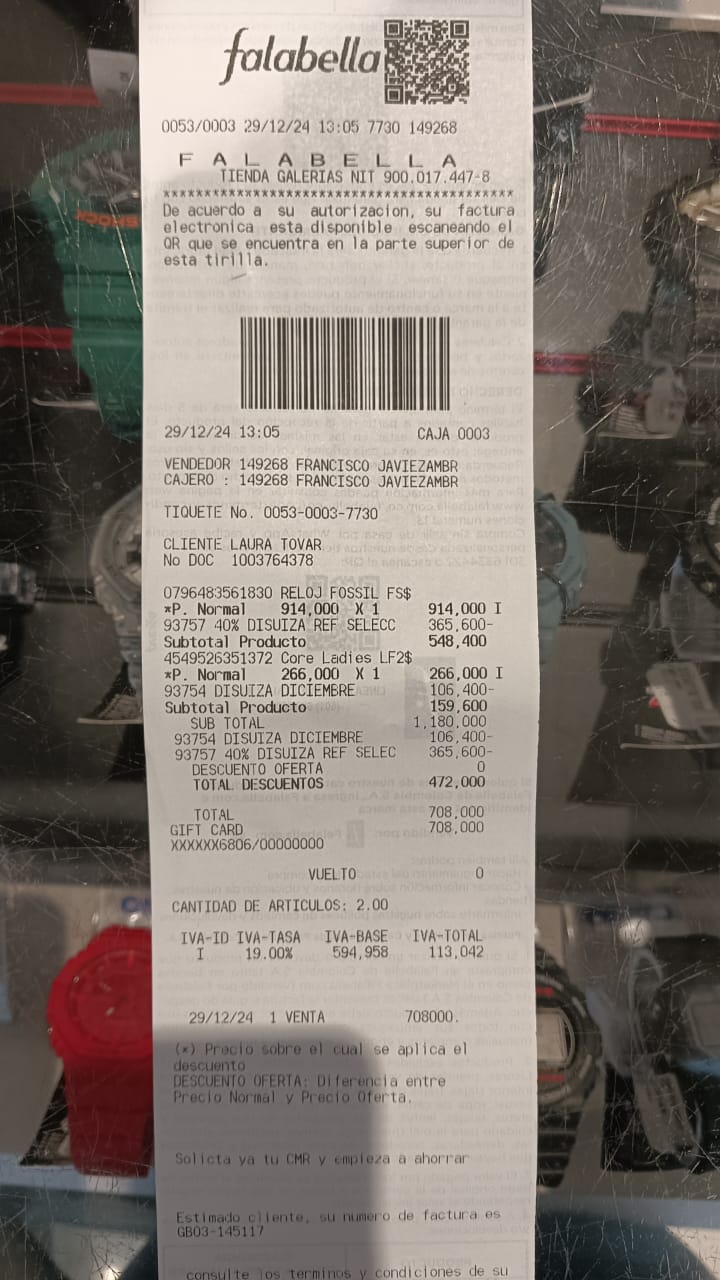 falabella
0053/0003 29/12/24 13:05 7730 149268
F A L A B E L L A
TIENDA GALERIAS NIT 900.017.447-8
****************************************
De acuerdo a su autorizacion, su factura
electronica esta disponible escaneando el
QR que se encuentra en la parte superior de
esta tirilla.
29/12/24 13:05 CAJA 0003
VENDEDOR 149268 FRANCISCO JAVIEZAMBR
CAJERO : 149268 FRANCISCO JAVIEZAMBR
TIQUETE No. 0053-0003-7730
CLIENTE LAURA TOVAR
No DOC 1003764378
0796483561830 RELOJ FOSSIL FS$
*P. Normal 914,000 X 1 914,000 I
93757 40% DISUIZA REF SELECC 365,600-
Subtotal Producto 548,400
4549526351372 Core Ladies LF2$
*P. Normal 266,000 X 1 266,000 I
93754 DISUIZA DICIEMBRE 106,400-
Subtotal Producto 159,600
SUB TOTAL 1,180,000
93754 DISUIZA DICIEMBRE 106,400-
93757 40% DISUIZA REF SELEC 365,600-
DESCUENTO OFERTA 0
TOTAL DESCUENTOS 472,000
TOTAL 708,000
GIFT CARD 708,000
XXXXXX6806/00000000
VUELTO 0
CANTIDAD DE ARTICULOS: 2.00
IVA-ID IVA-TASA IVA-BASE IVA-TOTAL
I 19.00% 594,958 113,042
29/12/24 1 VENTA 708000.
(*) Precio sobre el cual se aplica el
descuento
DESCUENTO OFERTA: Diferencia entre
Precio Normal y Precio Oferta.
Solicta ya tu CMR y empieza a ahorrar
Estimado cliente, su numero de factura es
GB03-145117
consulte los terminos y condiciones de su